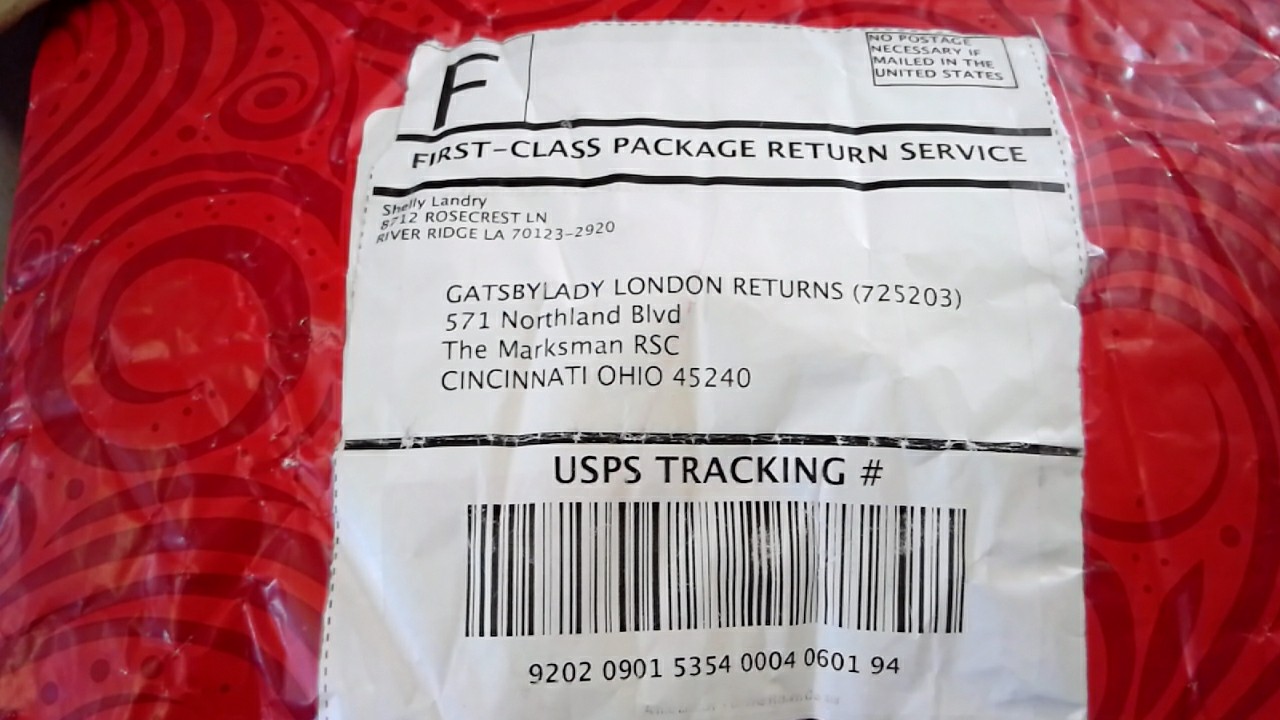 F
NO POSTAGE
NECESSARY IF
MAILED IN THE
UNITED STATES
FIRST-CLASS PACKAGE RETURN SERVICE
Shelly Landry
8712 ROSECREST LN
RIVER RIDGE LA 70123-2920
GATSBYLADY LONDON RETURNS (725203)
571 Northland Blvd
The Marksman RSC
CINCINNATI OHIO 45240
USPS TRACKING #
9202 0901 5354 0004 0601 94